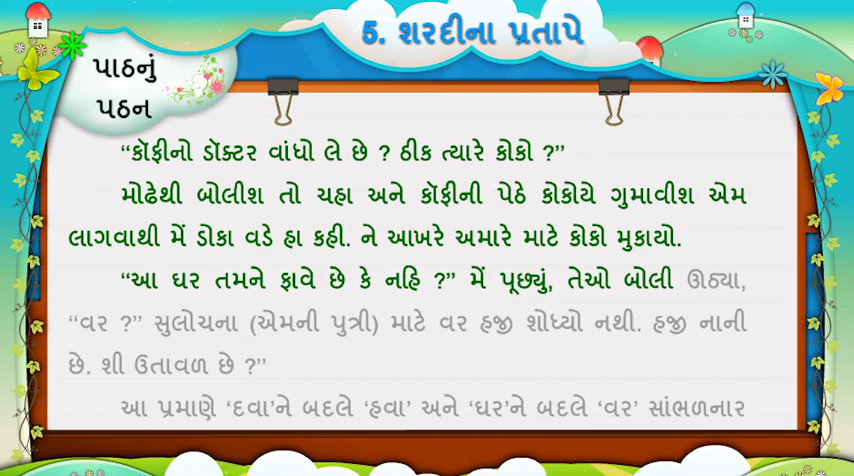 5. શરદીના પ્રતાપે
પાઠનું
પઠન
“કૉફીનો ડૉક્ટર વાંધો લે છે ? ઠીક ત્યારે કોકો ?”
મોઢેથી બોલીશ તો ચહા અને કૉફીની પેઠે કોકોયે ગુમાવીશ એમ
લાગવાથી મેં ડોકા વડે હા કહી. ને આખરે અમારે માટે કોકો મુકાયો.
“આ ઘર તમને ફાવે છે કે નહિ ?” મેં પૂછ્યું, તેઓ બોલી ઊઠ્યા,
“વર ?” સુલોચના (એમની પુત્રી) માટે વર હજી શોધ્યો નથી. હજી નાની
છે. શી ઉતાવળ છે ?”
આ પ્રમાણે ‘દવા’ને બદલે ‘હવા’ અને ‘ઘર’ને બદલે ‘વર’ સાંભળનાર